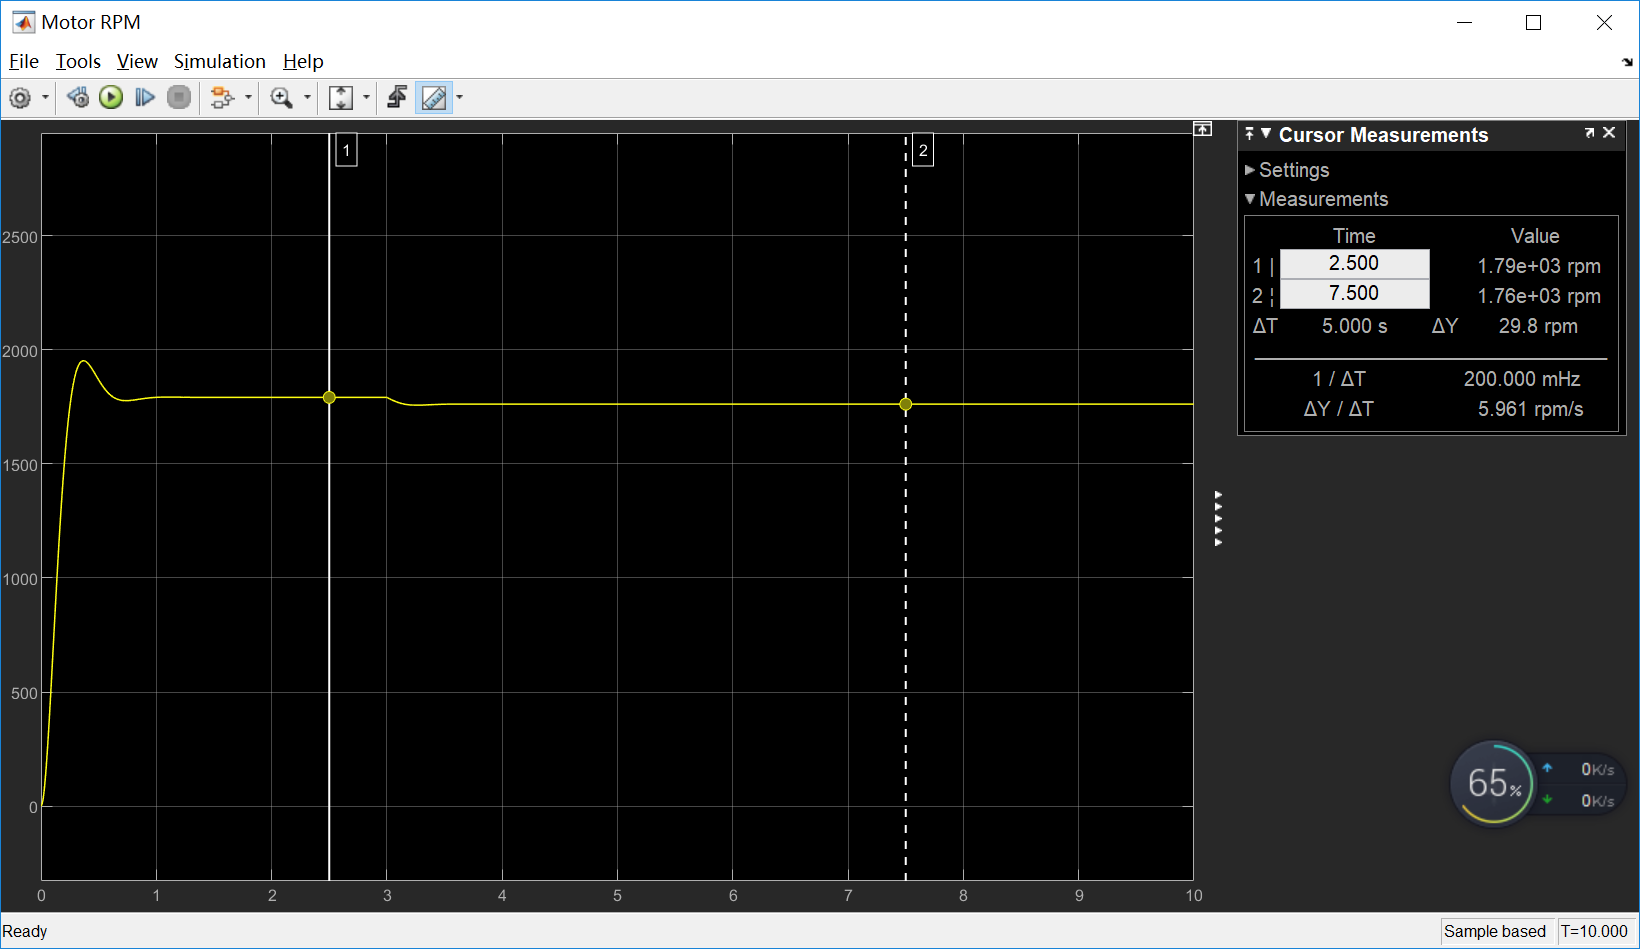 Motor RPM
File Tools View Simulation Help
1
2
2500
2000
1500
1000
500
0
0 1 2 3 4 5 6 7 8 9 10
Cursor Measurements
Settings
Measurements
Time Value
1 | 2.500 1.79e+03 rpm
2 ¦ 7.500 1.76e+03 rpm
ΔT 5.000 s ΔY 29.8 rpm
1 / ΔT 200.000 mHz
ΔY / ΔT 5.961 rpm/s
65%
0K/s
0K/s
Ready
Sample based T=10.000